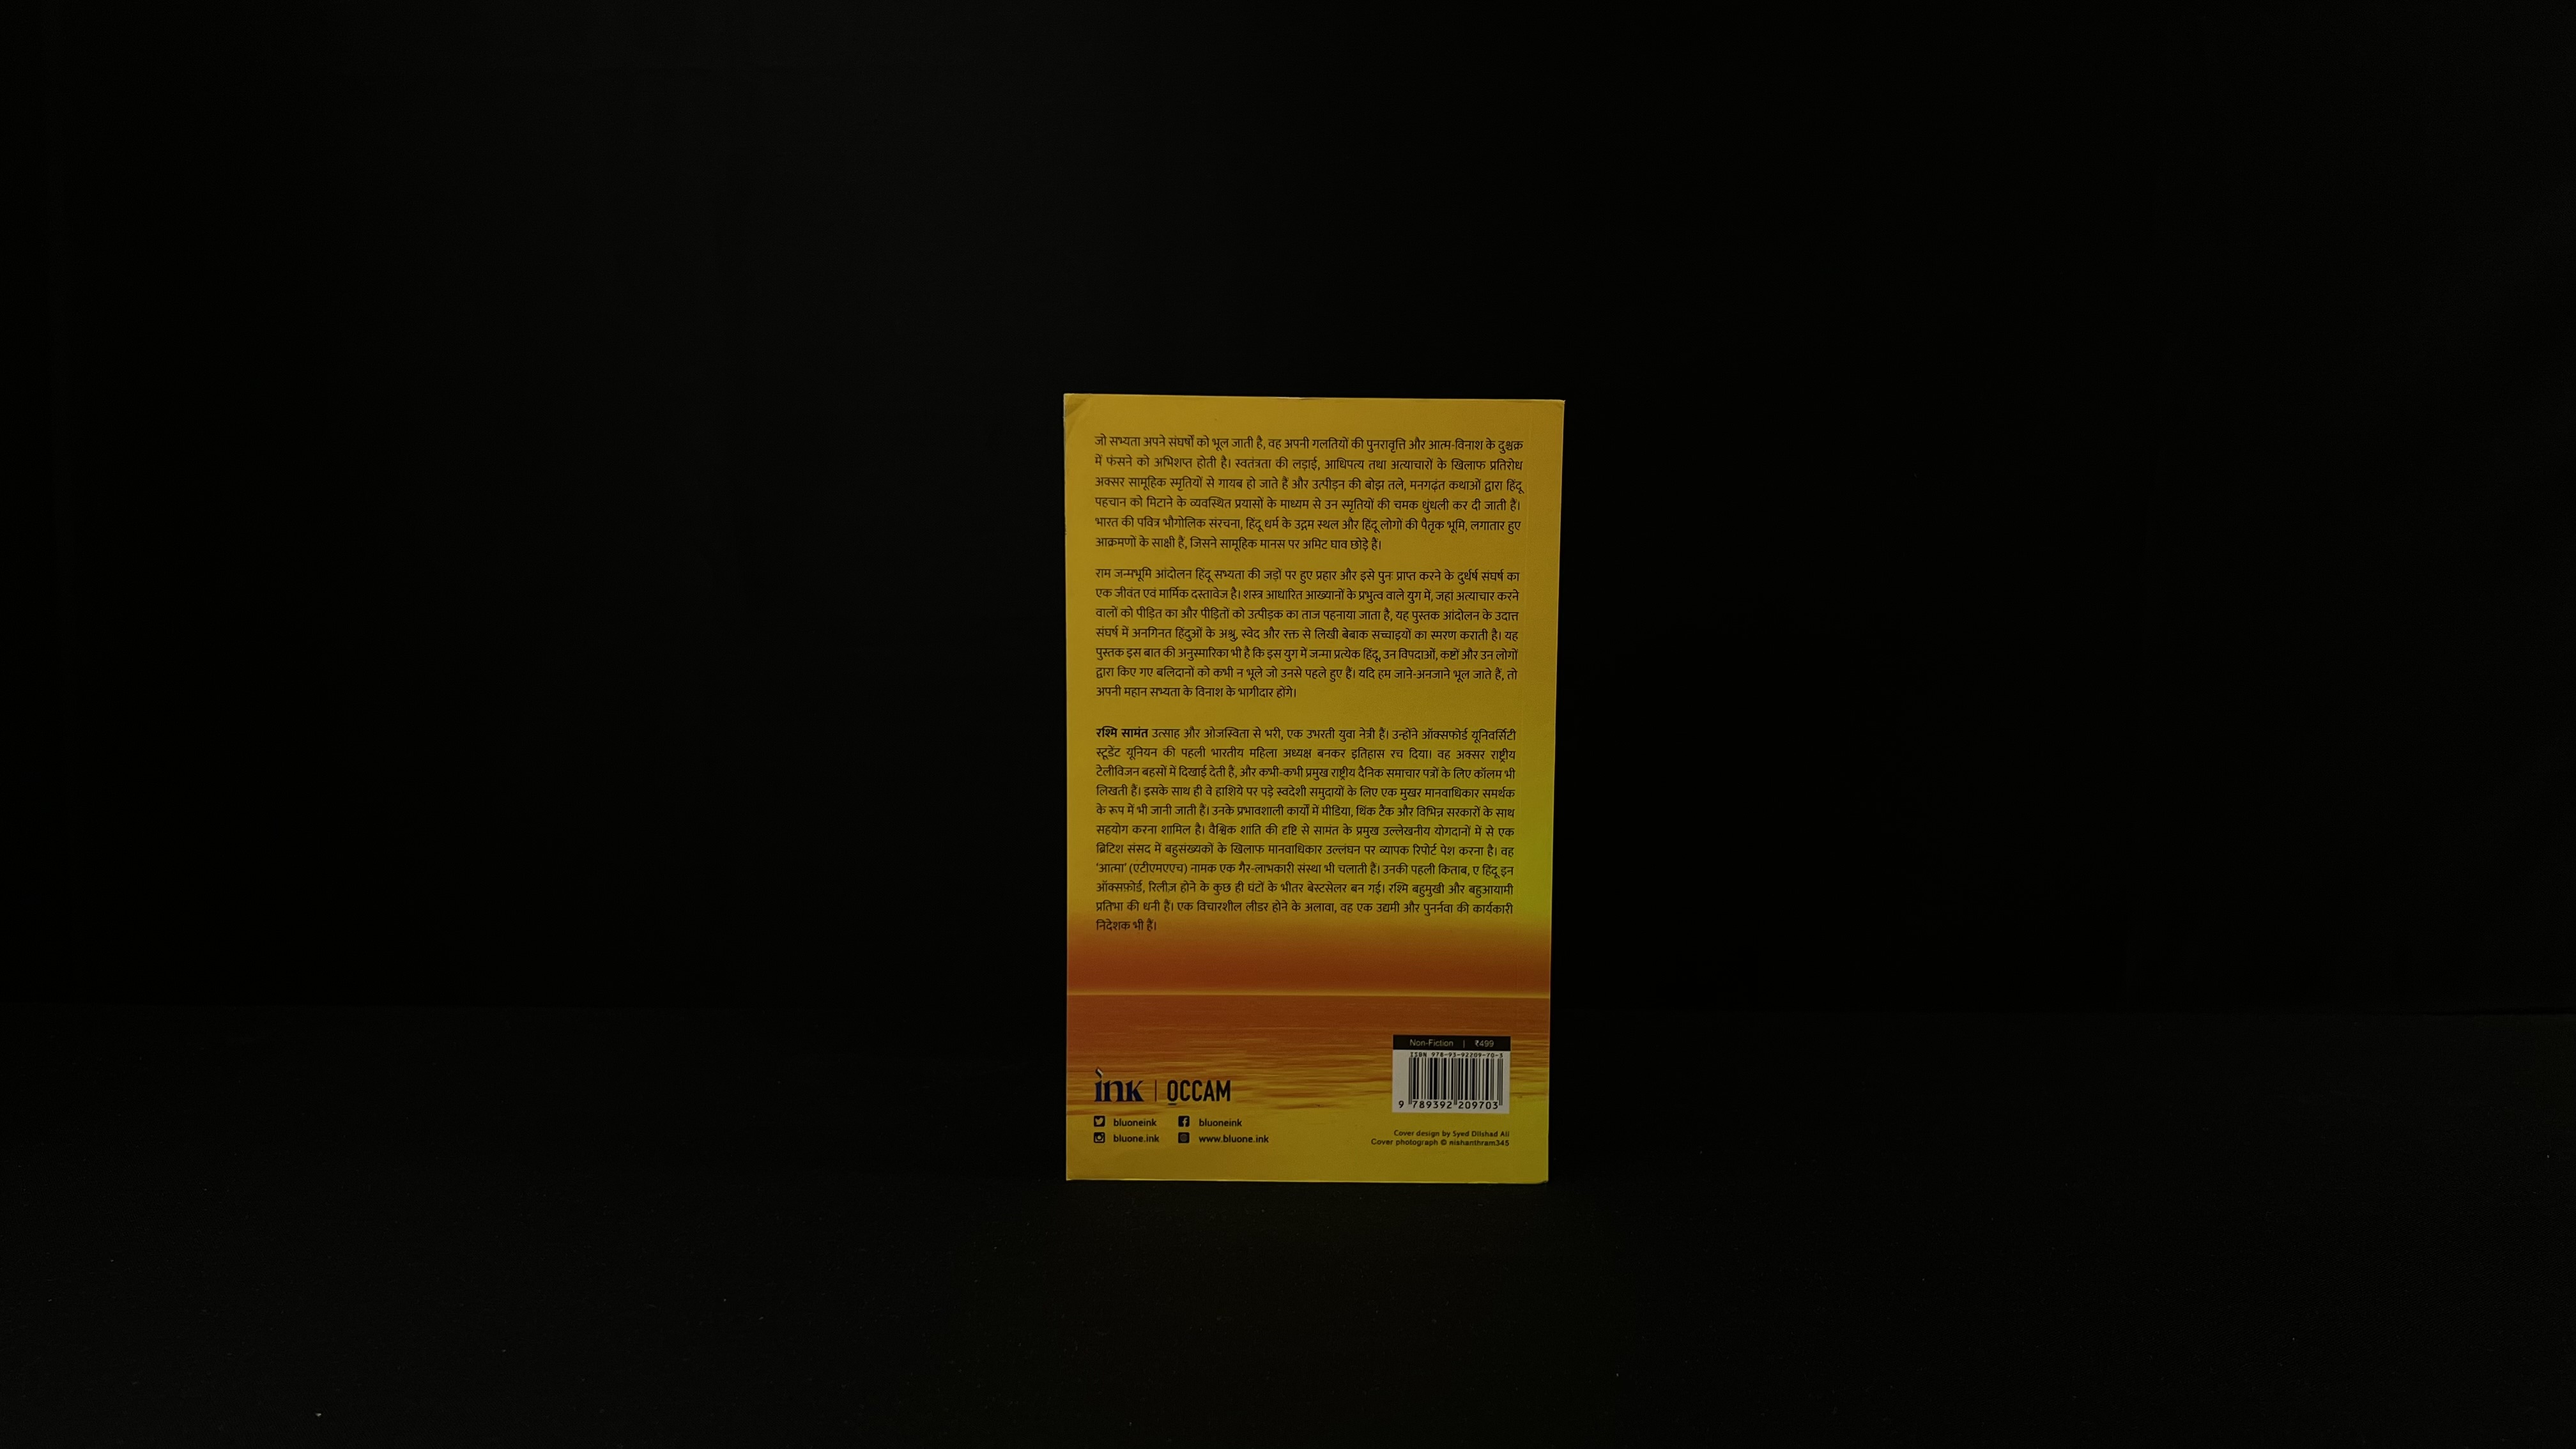 जो सभ्यता अपने संघर्षों को भूल जाती है, वह अपनी गलतियों की पुनरावृत्ति और आत्म-विनाश के दुश्चक्र
में फंसने को अभिशप्त होती है। स्वतंत्रता की लड़ाई, आधिपत्य तथा अत्याचारों के खिलाफ प्रतिरोध
अक्सर सामूहिक स्मृतियों से गायब हो जाते हैं और उत्पीड़न की बोझ तले, मनगढ़ंत कथाओं द्वारा हिंदू
पहचान को मिटाने के व्यवस्थित प्रयासों के माध्यम से उन स्मृतियों की चमक धुंधली कर दी जाती हैं।
भारत की पवित्र भौगोलिक संरचना, हिंदू धर्म के उद्गम स्थल और हिंदू लोगों की पैतृक भूमि, लगातार हुए
आक्रमणों के साक्षी हैं, जिसने सामूहिक मानस पर अमिट घाव छोड़े हैं।
राम जन्मभूमि आंदोलन हिंदू सभ्यता की जड़ों पर हुए प्रहार और इसे पुनः प्राप्त करने के दुर्धर्ष संघर्ष का
एक जीवंत एवं मार्मिक दस्तावेज है। शस्त्र आधारित आख्यानों के प्रभुत्व वाले युग में, जहां अत्याचार करने
वालों को पीड़ित का और पीड़ितों को उत्पीड़क का ताज पहनाया जाता है, यह पुस्तक आंदोलन के उदात्त
संघर्ष में अनगिनत हिंदुओं के अश्रु, स्वेद और रक्त से लिखी बेबाक सच्चाइयों का स्मरण कराती है। यह
पुस्तक इस बात की अनुस्मारिका भी है कि इस युग में जन्मा प्रत्येक हिंदू, उन विपदाओं, कष्टों और उन लोगों
द्वारा किए गए बलिदानों को कभी न भूले जो उनसे पहले हुए हैं। यदि हम जाने-अनजाने भूल जाते हैं, तो
अपनी महान सभ्यता के विनाश के भागीदार होंगे।
रश्मि सामंत उत्साह और ओजस्विता से भरी, एक उभरती युवा नेत्री हैं। उन्होंने ऑक्सफोर्ड यूनिवर्सिटी
स्टूडेंट यूनियन की पहली भारतीय महिला अध्यक्ष बनकर इतिहास रच दिया। वह अक्सर राष्ट्रीय
टेलीविजन बहसों में दिखाई देती हैं, और कभी-कभी प्रमुख राष्ट्रीय दैनिक समाचार पत्रों के लिए कॉलम भी
लिखती हैं। इसके साथ ही वे हाशिये पर पड़े स्वदेशी समुदायों के लिए एक मुखर मानवाधिकार समर्थक
के रूप में भी जानी जाती हैं। उनके प्रभावशाली कार्यों में मीडिया, थिंक टैंक और विभिन्न सरकारों के साथ
सहयोग करना शामिल है। वैश्विक शांति की दृष्टि से सामंत के प्रमुख उल्लेखनीय योगदानों में से एक
ब्रिटिश संसद में बहुसंख्यकों के खिलाफ मानवाधिकार उल्लंघन पर व्यापक रिपोर्ट पेश करना है। वह
'आत्मा' (एटीएमएएच) नामक एक गैर-लाभकारी संस्था भी चलाती हैं। उनकी पहली किताब, ए हिंदू इन
ऑक्सफ़ोर्ड, रिलीज़ होने के कुछ ही घंटों के भीतर बेस्टसेलर बन गई। रश्मि बहुमुखी और बहुआयामी
प्रतिभा की धनी हैं। एक विचारशील लीडर होने के अलावा, वह एक उद्यमी और पुनर्नवा की कार्यकारी
निदेशक भी हैं।
Non-Fiction | ₹499
ISBN 978-93-92209-70-3
9 789392 209703
ink | OCCAM
bluoneink bluoneink
bluone.ink www.bluone.ink
Cover design by Syed Dilshad Ali
Cover photograph © nishanthram345